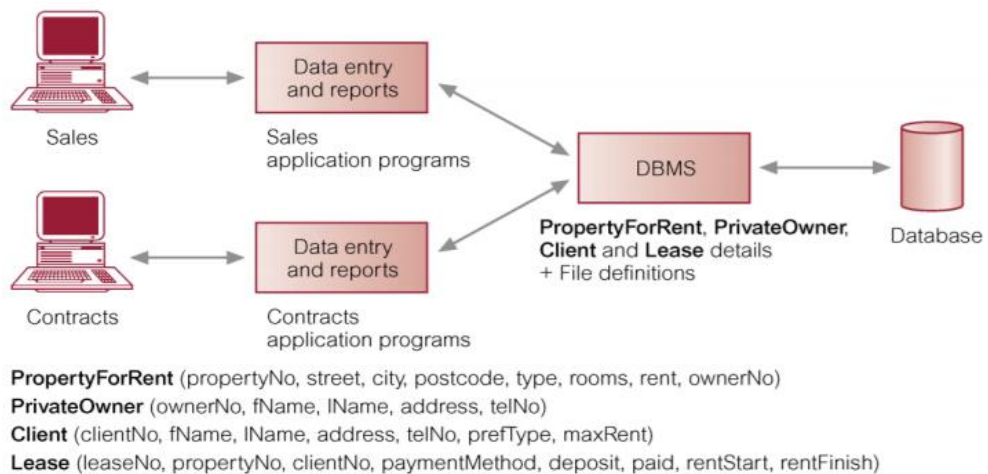 Sales
Data entry
and reports
Sales
application programs
DBMS
PropertyForRent, PrivateOwner,
Client and Lease details
+ File definitions
Database
Contracts
Data entry
and reports
Contracts
application programs
PropertyForRent (propertyNo, street, city, postcode, type, rooms, rent, ownerNo)
PrivateOwner (ownerNo, fName, lName, address, telNo)
Client (clientNo, fName, lName, address, telNo, prefType, maxRent)
Lease (leaseNo, propertyNo, clientNo, paymentMethod, deposit, paid, rentStart, rentFinish)